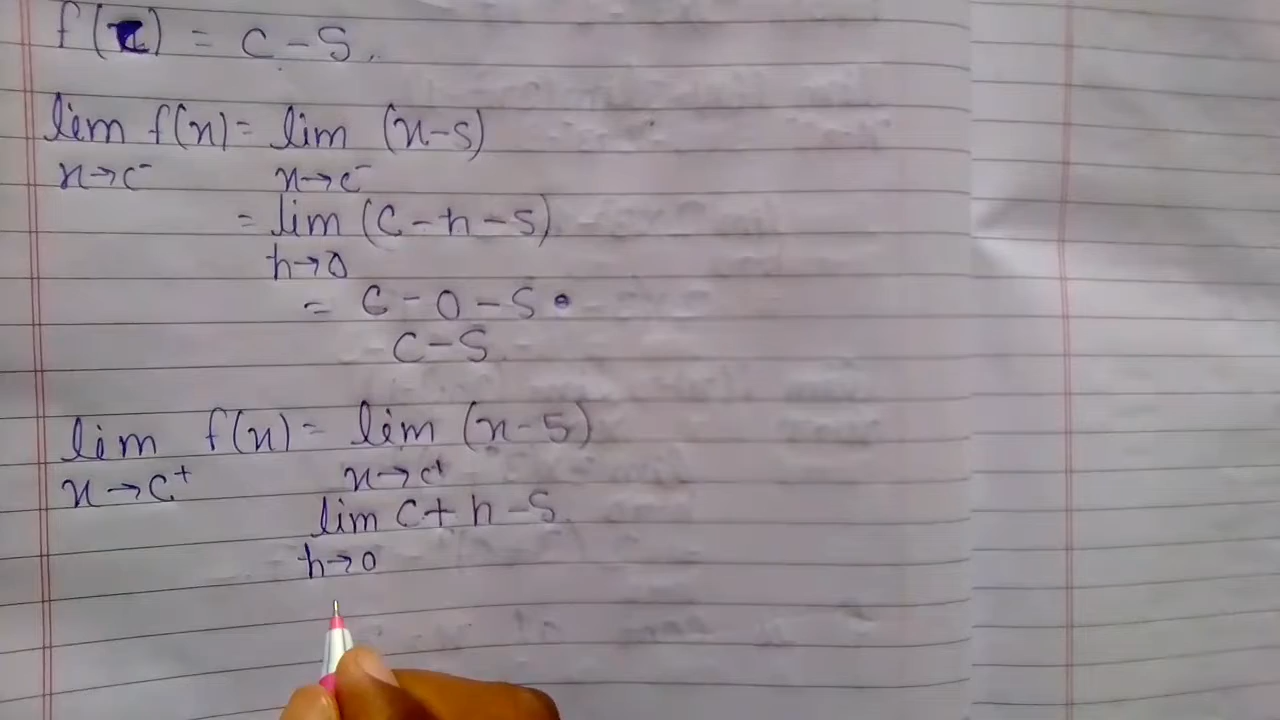 f(c) = c - 5.
lim f(x) = lim (x-5)
x→c⁻ x→c⁻
= lim (c - h - 5)
h→0
= c - 0 - 5
c - 5
lim f(x) = lim (x-5)
x→c⁺ x→c⁺
lim c + h - 5
h→0